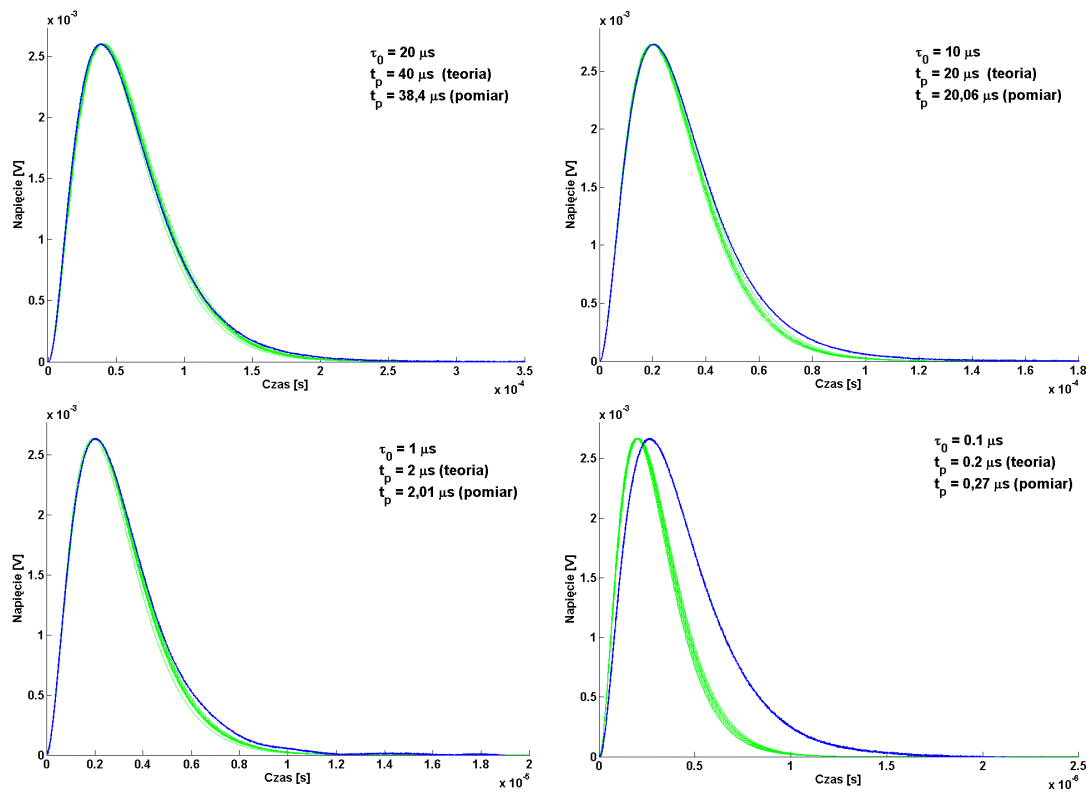 x 10⁻³
τ₀ = 20 μs
tₚ = 40 μs (teoria)
tₚ = 38,4 μs (pomiar)
2.5
2
1.5
1
0.5
0
Napięcie [V]
0 0.5 1 1.5 2 2.5 3 3.5
Czas [s]
x 10⁻⁴
x 10⁻³
τ₀ = 10 μs
tₚ = 20 μs (teoria)
tₚ = 20,06 μs (pomiar)
2.5
2
1.5
1
0.5
0
Napięcie [V]
0 0.2 0.4 0.6 0.8 1 1.2 1.4 1.6 1.8
Czas [s]
x 10⁻⁴
x 10⁻³
τ₀ = 1 μs
tₚ = 2 μs (teoria)
tₚ = 2,01 μs (pomiar)
2.5
2
1.5
1
0.5
0
Napięcie [V]
0 0.2 0.4 0.6 0.8 1 1.2 1.4 1.6 1.8 2
Czas [s]
x 10⁻⁵
x 10⁻³
τ₀ = 0.1 μs
tₚ = 0.2 μs (teoria)
tₚ = 0,27 μs (pomiar)
2.5
2
1.5
1
0.5
0
Napięcie [V]
0 0.5 1 1.5 2 2.5
Czas [s]
x 10⁻⁶